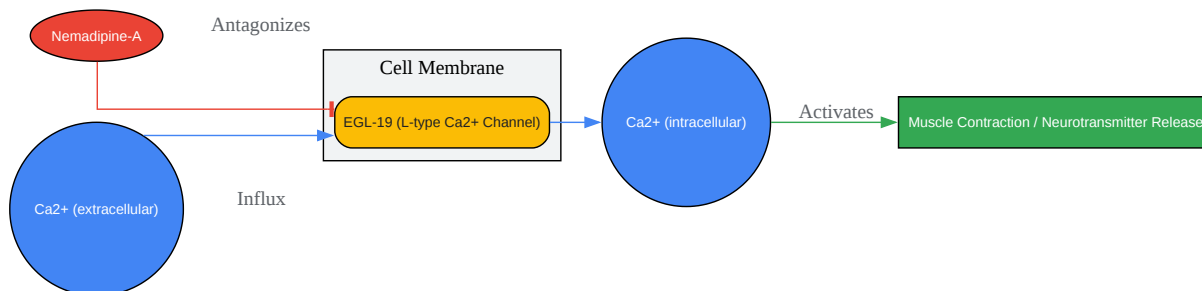 Nemadipine-A
Antagonizes
Cell Membrane
EGL-19 (L-type Ca2+ Channel)
Ca2+ (extracellular)
Influx
Ca2+ (intracellular)
Activates
Muscle Contraction / Neurotransmitter Release